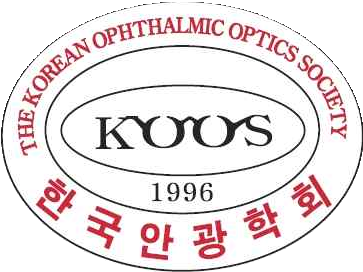 THE KOREAN OPHTHALMIC OPTICS SOCIETY
KOOS
1996
한국안광학회